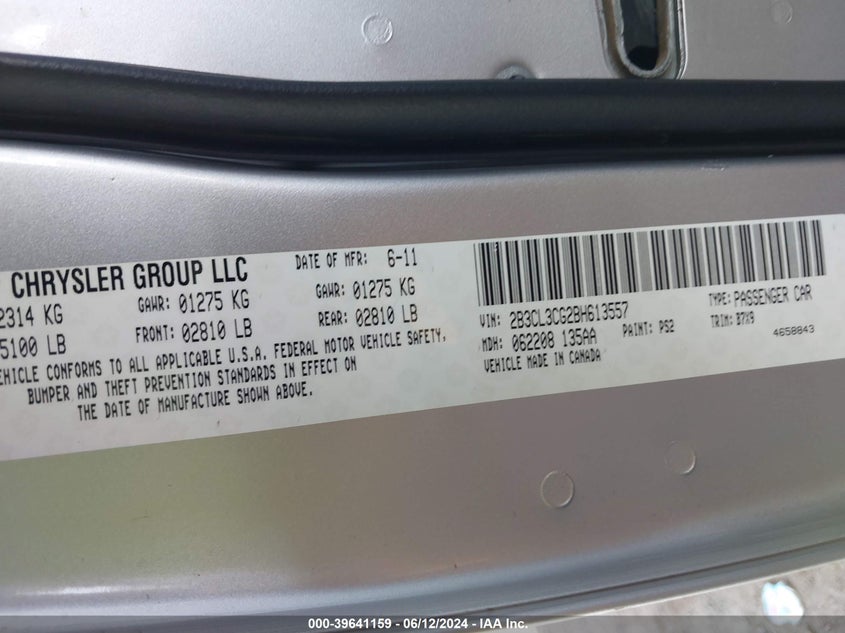 CHRYSLER GROUP LLC
DATE OF MFR: 6-11
2314 KG
GAWR: 01275 KG
GAWR: 01275 KG
5100 LB
FRONT: 02810 LB
REAR: 02810 LB
VEHICLE CONFORMS TO ALL APPLICABLE U.S.A. FEDERAL MOTOR VEHICLE SAFETY,
BUMPER AND THEFT PREVENTION STANDARDS IN EFFECT ON
THE DATE OF MANUFACTURE SHOWN ABOVE.
VIN: 2B3CL3CG2BH613557
TYPE: PASSENGER CAR
MDH: 062208 135AA
PAINT: PS2
TRIM: B7X9
VEHICLE MADE IN CANADA
4658843
000-39641159 - 06/12/2024 - IAA Inc.